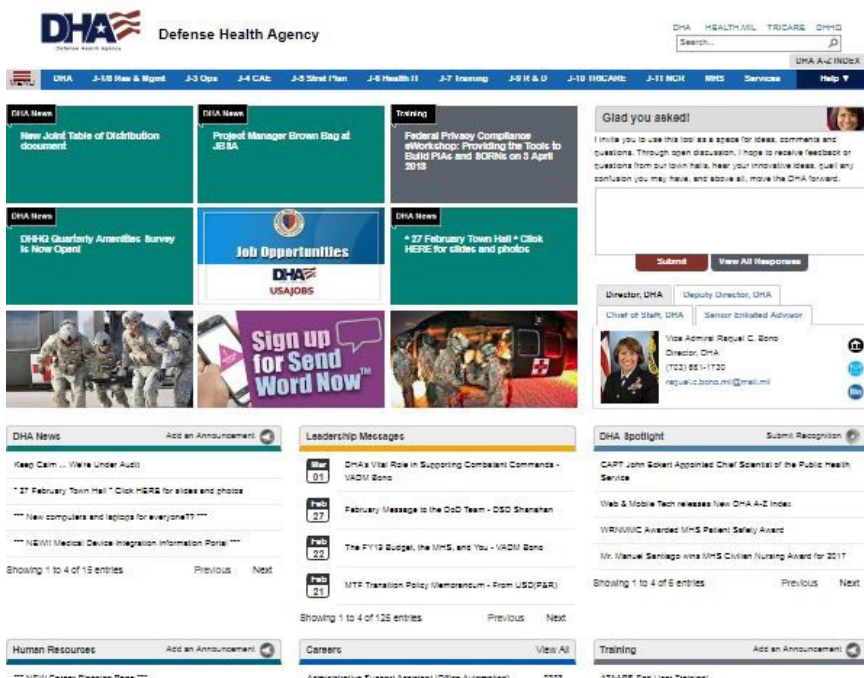 DHA
Defense Health Agency
Defense Health Agency
DHA HEALTH.MIL TRICARE DHHQ
Search...
DHA A-Z INDEX
MENU DHA J-1/8 Res & Mgmt J-3 Ops J-4 CAE J-5 Strat Plan J-6 Health IT J-7 Training J-9 R & D J-10 TRICARE J-11 NCR MHS Services Help ▼
DHA News
New Joint Table of Distribution
document
DHA News
Project Manager Brown Bag at
JBSA
Training
Federal Privacy Compliance
eWorkshop: Providing the Tools to
Build PIAs and SORNs on 3 April
2018
DHA News
DHHQ Quarterly Amenities Survey
is Now Open!
Job Opportunities
DHA
USAJOBS
DHA News
* 27 February Town Hall * Click
HERE for slides and photos
Sign up
for Send
Word Now™
Glad you asked!
I invite you to use this tool as a space for ideas, comments and
questions. Through open discussion, I hope to receive feedback or
questions from our town halls, hear your innovative ideas, quell any
confusion you may have, and above all, move the DHA forward.
Submit View All Responses
Director, DHA Deputy Director, DHA
Chief of Staff, DHA Senior Enlisted Advisor
Vice Admiral Raquel C. Bono
Director, DHA
(703) 681-1730
raquel.c.bono.mil@mail.mil
Bio
DHA News Add an Announcement
Keep Calm ... We're Under Audit
* 27 February Town Hall * Click HERE for slides and photos
*** New computers and laptops for everyone?? ***
*** NEW!! Medical Device Integration Information Portal ***
Showing 1 to 4 of 15 entries Previous Next
Leadership Messages
Mar
01
DHA's Vital Role in Supporting Combatant Commands -
VADM Bono
Feb
27
February Message to the DoD Team - DSD Shanahan
Feb
22
The FY19 Budget, the MHS, and You - VADM Bono
Feb
21
MTF Transition Policy Memorandum - From USD(P&R)
Showing 1 to 4 of 125 entries Previous Next
DHA Spotlight Submit Recognition
CAPT John Eckert Appointed Chief Scientist of the Public Health
Service
Web & Mobile Tech releases New DHA A-Z Index
WRNMMC Awarded MHS Patient Safety Award
Mr. Manuel Santiago wins MHS Civilian Nursing Award for 2017
Showing 1 to 4 of 6 entries Previous Next
Human Resources Add an Announcement
*** NEW Career Planning Page ***
Careers View All
Administrative Support Assistant (Office Automation) 0303
Training Add an Announcement
ATAARS End User Training!